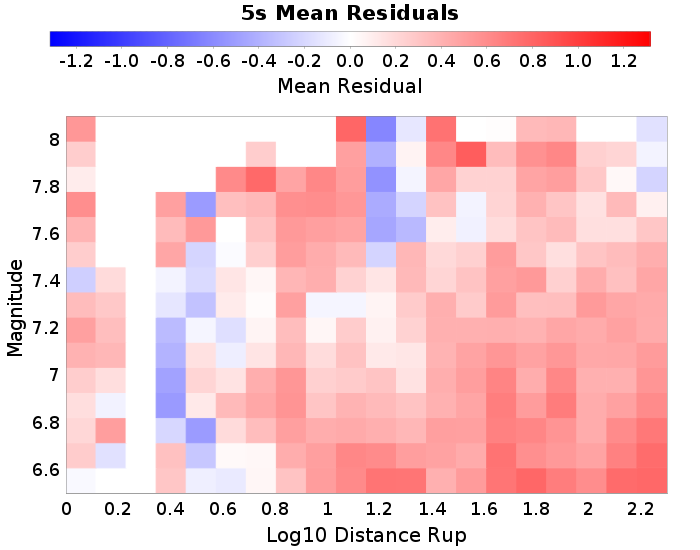 5s Mean Residuals
-1.2 -1.0 -0.8 -0.6 -0.4 -0.2 0.0 0.2 0.4 0.6 0.8 1.0 1.2
Mean Residual
8
7.8
7.6
7.4
7.2
7
6.8
6.6
Magnitude
0 0.2 0.4 0.6 0.8 1 1.2 1.4 1.6 1.8 2 2.2
Log10 Distance Rup